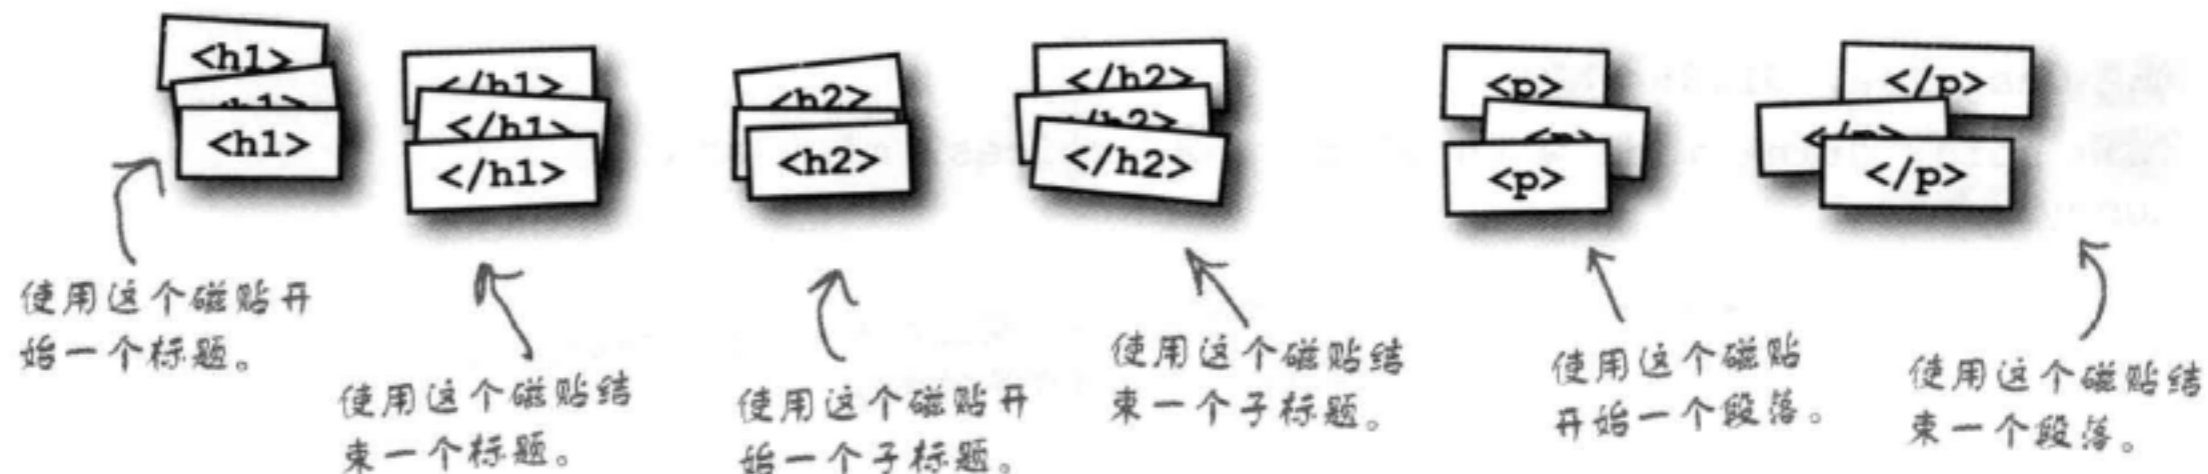 <h1>
<h1>
<h1>
使用这个磁贴开
始一个标题。
</h1>
</h1>
</h1>
使用这个磁贴结
束一个标题。
<h2>
<h2>
使用这个磁贴开
始一个子标题。
</h2>
</h2>
</h2>
使用这个磁贴结
束一个子标题。
<p>
<p>
<p>
使用这个磁贴
开始一个段落。
</p>
</p>
</p>
使用这个磁贴结
束一个段落。